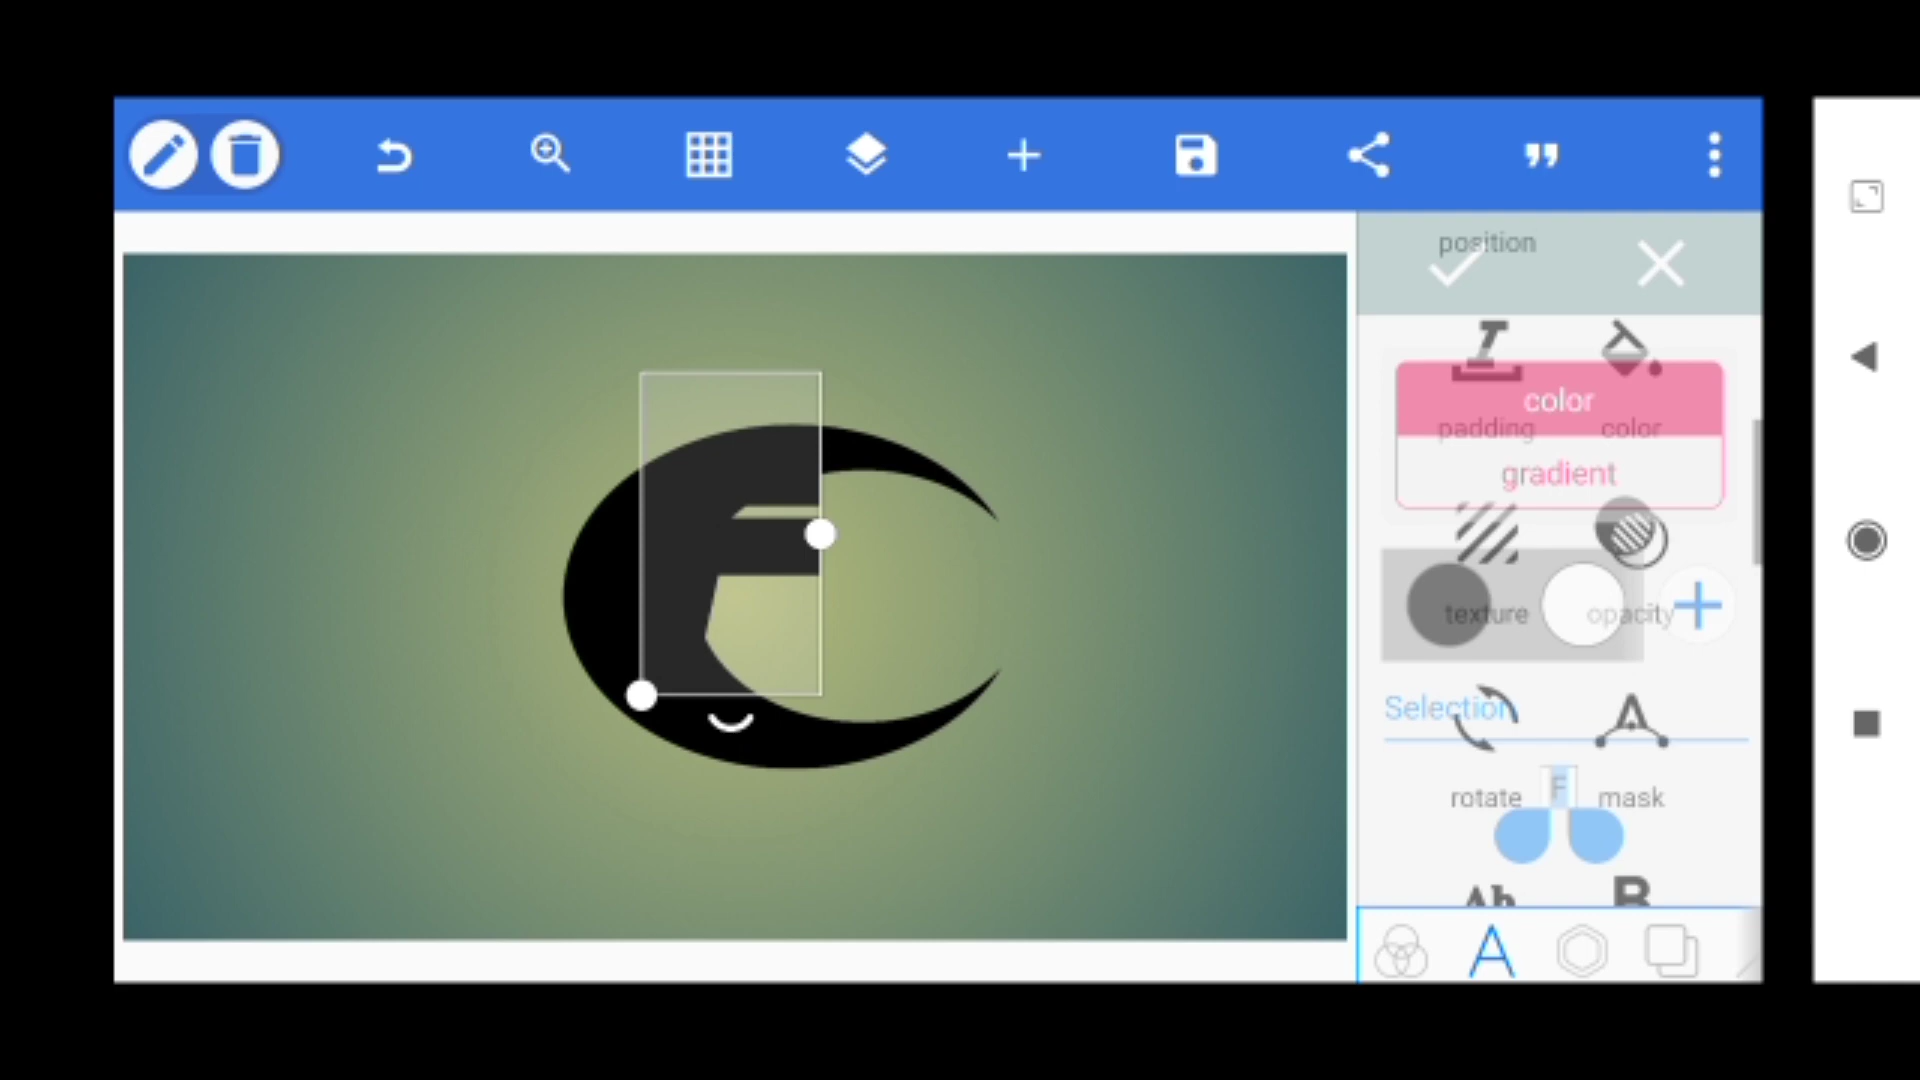 position
color
padding
color
gradient
texture
opacity
Selection
rotate
F
mask
Ab
B